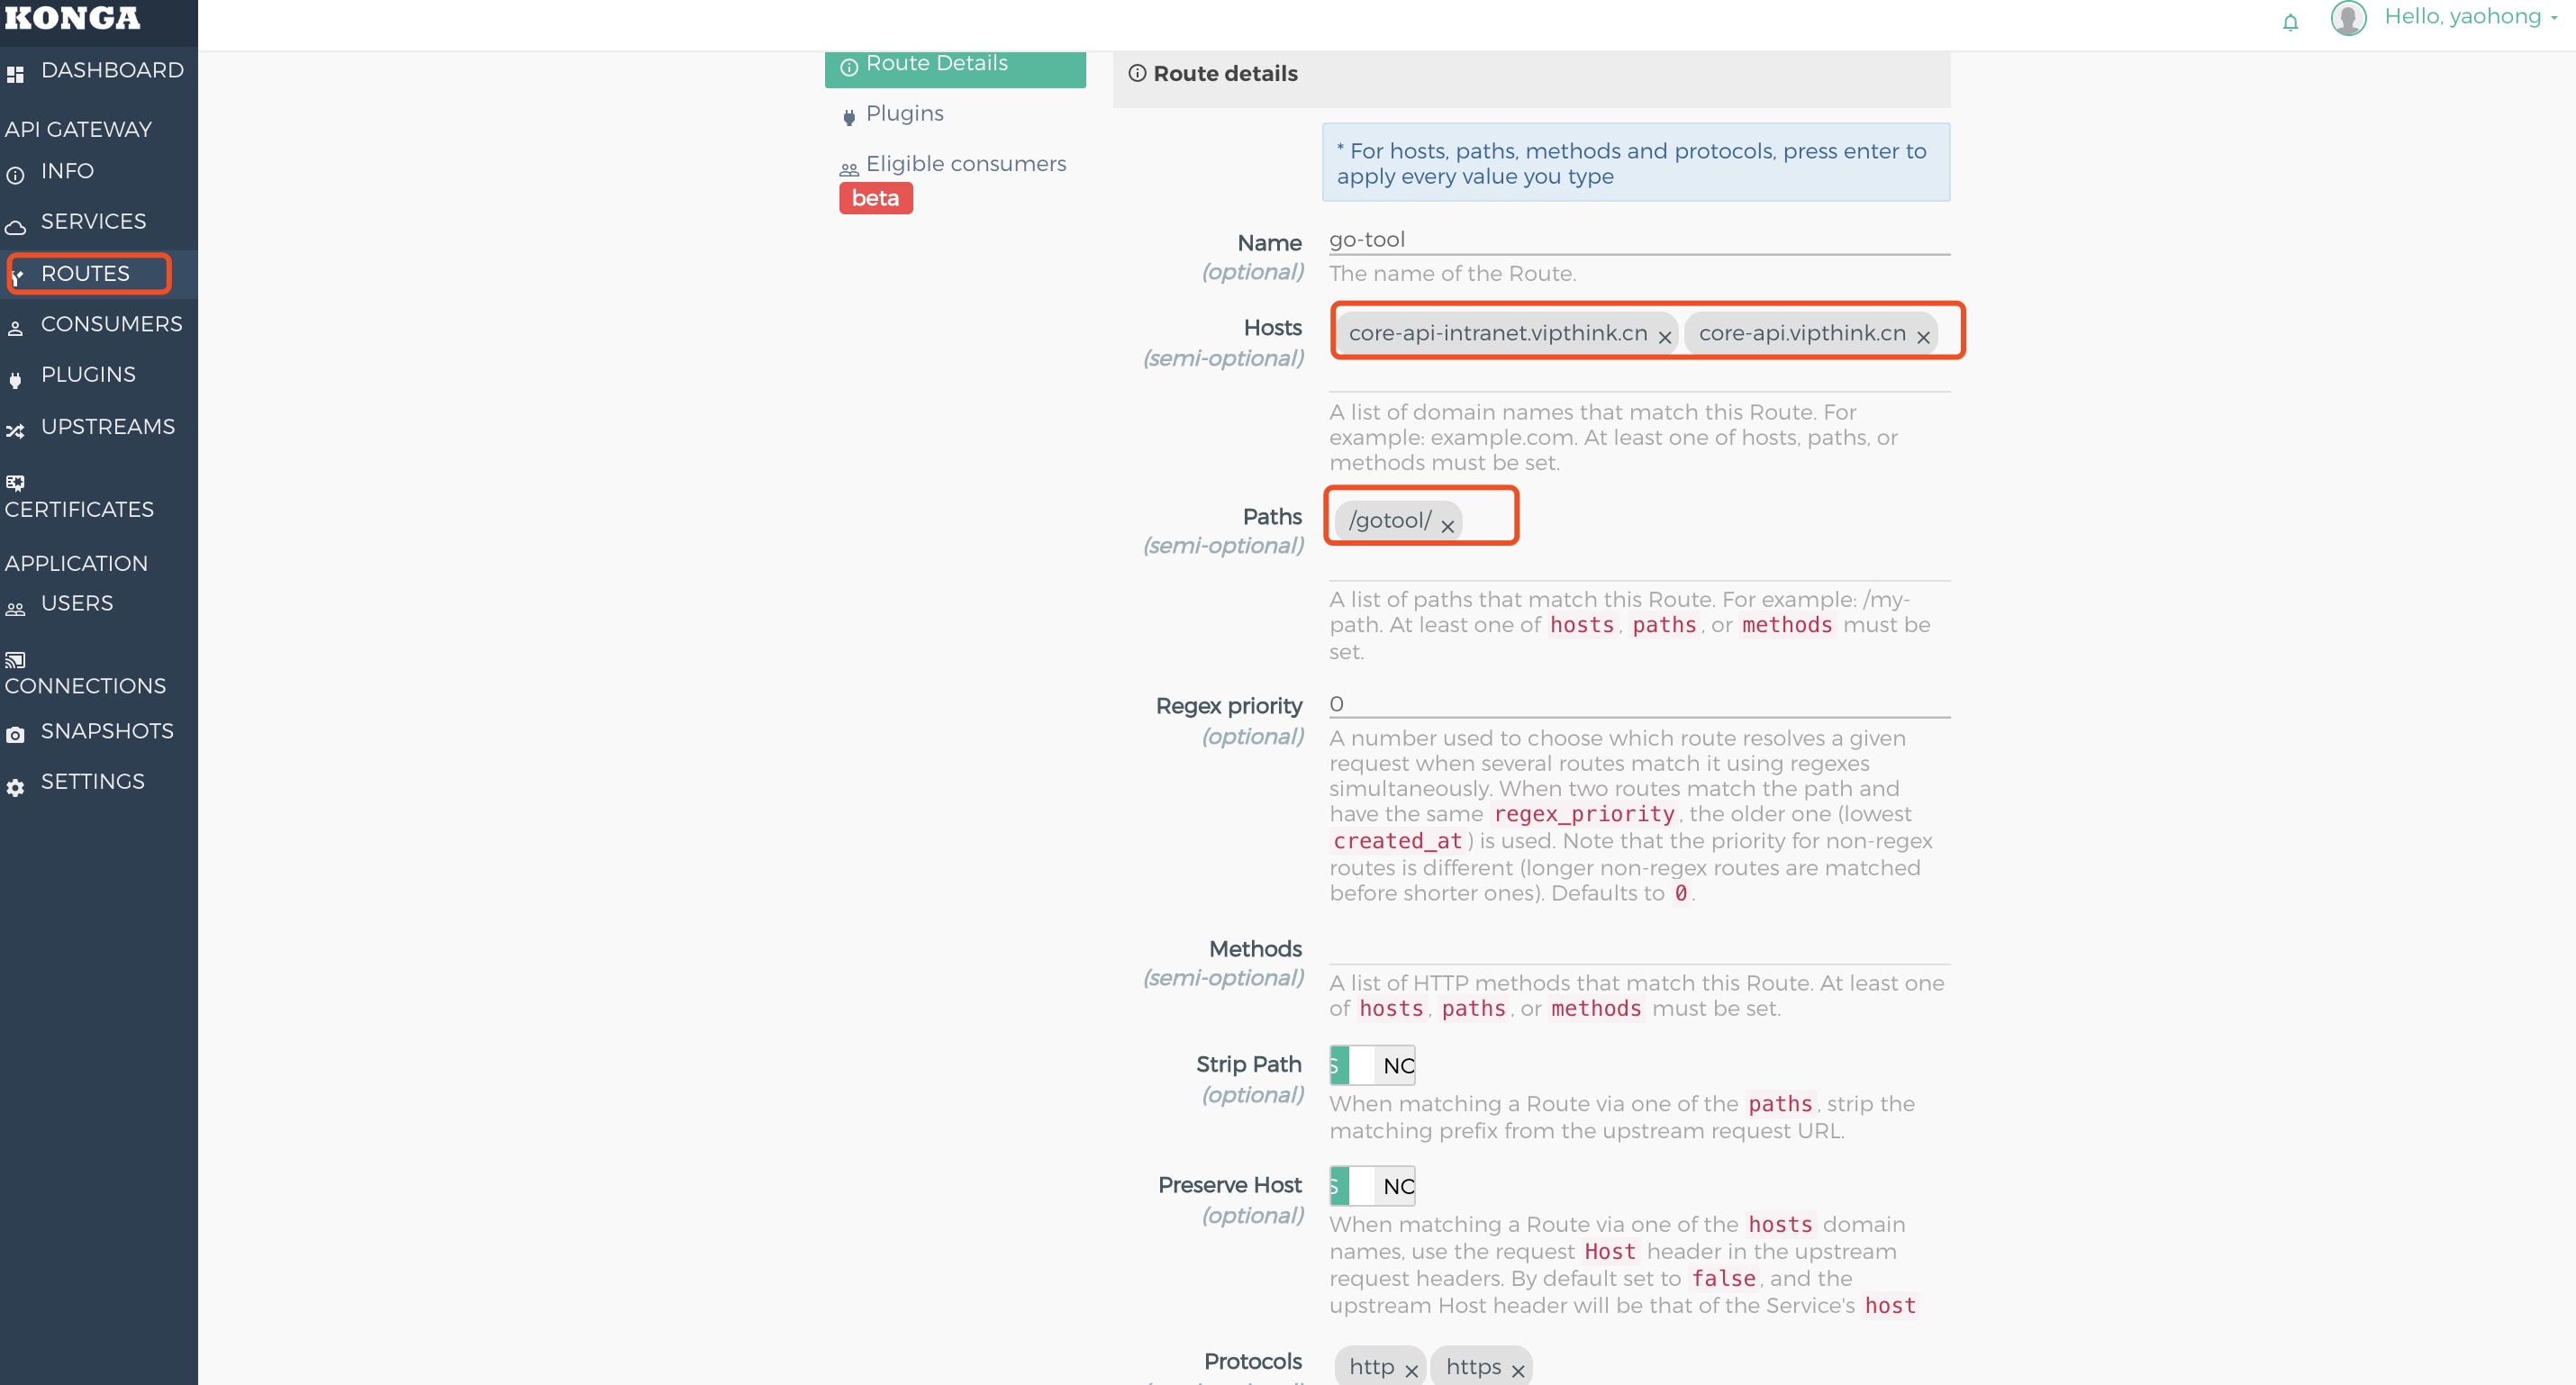 KONGA
Hello, yaohong
DASHBOARD
API GATEWAY
INFO
SERVICES
ROUTES
CONSUMERS
PLUGINS
UPSTREAMS
CERTIFICATES
APPLICATION
USERS
CONNECTIONS
SNAPSHOTS
SETTINGS
Route Details
Plugins
Eligible consumers
beta
Route details
* For hosts, paths, methods and protocols, press enter to
apply every value you type
Name
(optional)
go-tool
The name of the Route.
Hosts
(semi-optional)
core-api-intranet.vipthink.cn × core-api.vipthink.cn ×
A list of domain names that match this Route. For
example: example.com. At least one of hosts, paths, or
methods must be set.
Paths
(semi-optional)
/gotool/ ×
A list of paths that match this Route. For example: /my-
path. At least one of hosts, paths, or methods must be
set.
Regex priority
(optional)
0
A number used to choose which route resolves a given
request when several routes match it using regexes
simultaneously. When two routes match the path and
have the same regex_priority, the older one (lowest
created_at) is used. Note that the priority for non-regex
routes is different (longer non-regex routes are matched
before shorter ones). Defaults to 0.
Methods
(semi-optional)
A list of HTTP methods that match this Route. At least one
of hosts, paths, or methods must be set.
Strip Path
(optional)
S NO
When matching a Route via one of the paths, strip the
matching prefix from the upstream request URL.
Preserve Host
(optional)
S NO
When matching a Route via one of the hosts domain
names, use the request Host header in the upstream
request headers. By default set to false, and the
upstream Host header will be that of the Service's host
Protocols
http × https ×